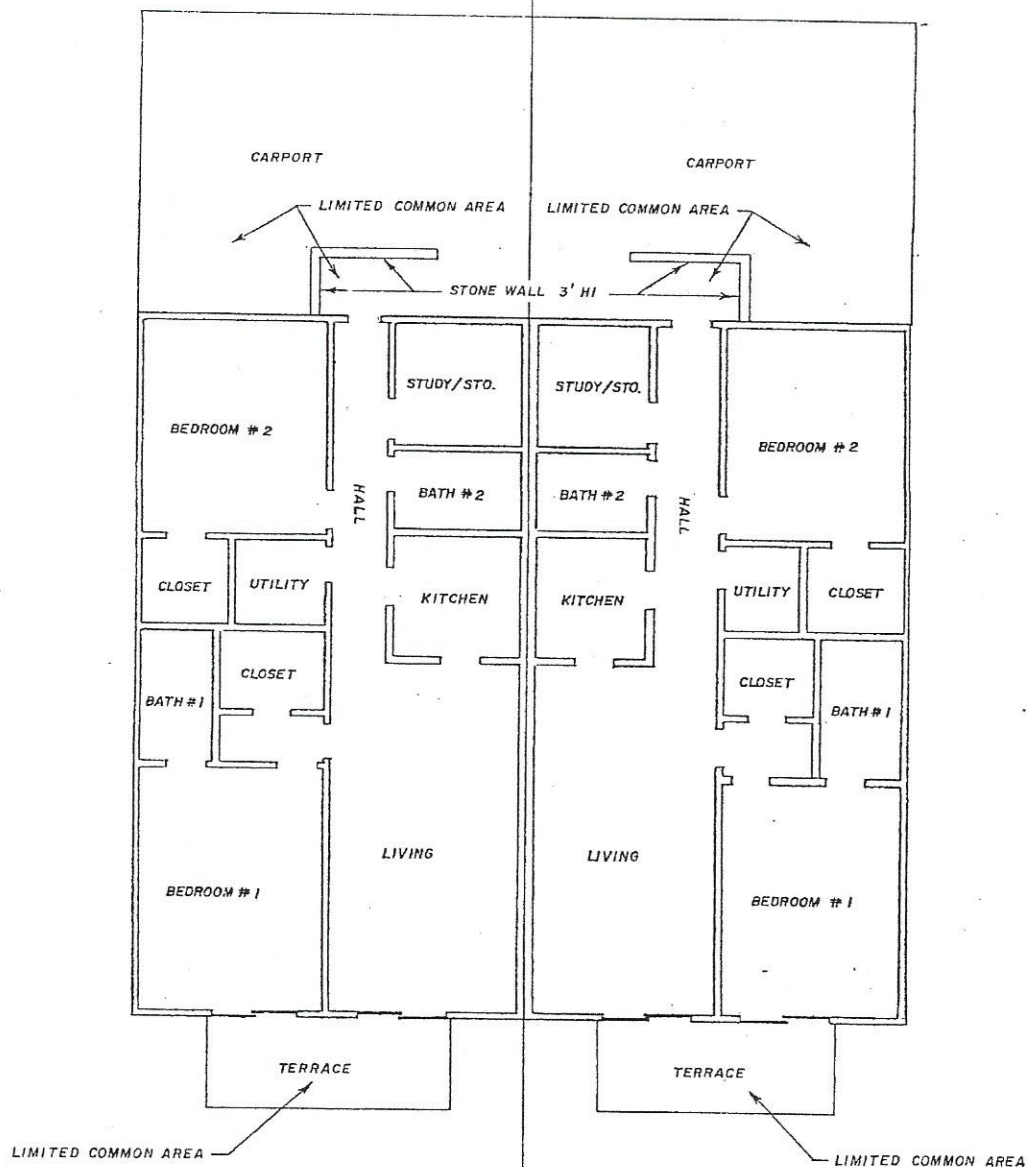 CARPORT
CARPORT
LIMITED COMMON AREA
LIMITED COMMON AREA
STONE WALL 3' HI
STUDY/STO.
STUDY/STO.
BEDROOM #2
BEDROOM #2
HALL
HALL
BATH #2
BATH #2
CLOSET
UTILITY
KITCHEN
KITCHEN
UTILITY
CLOSET
CLOSET
CLOSET
BATH #1
BATH #1
LIVING
LIVING
BEDROOM #1
BEDROOM #1
TERRACE
TERRACE
LIMITED COMMON AREA
LIMITED COMMON AREA